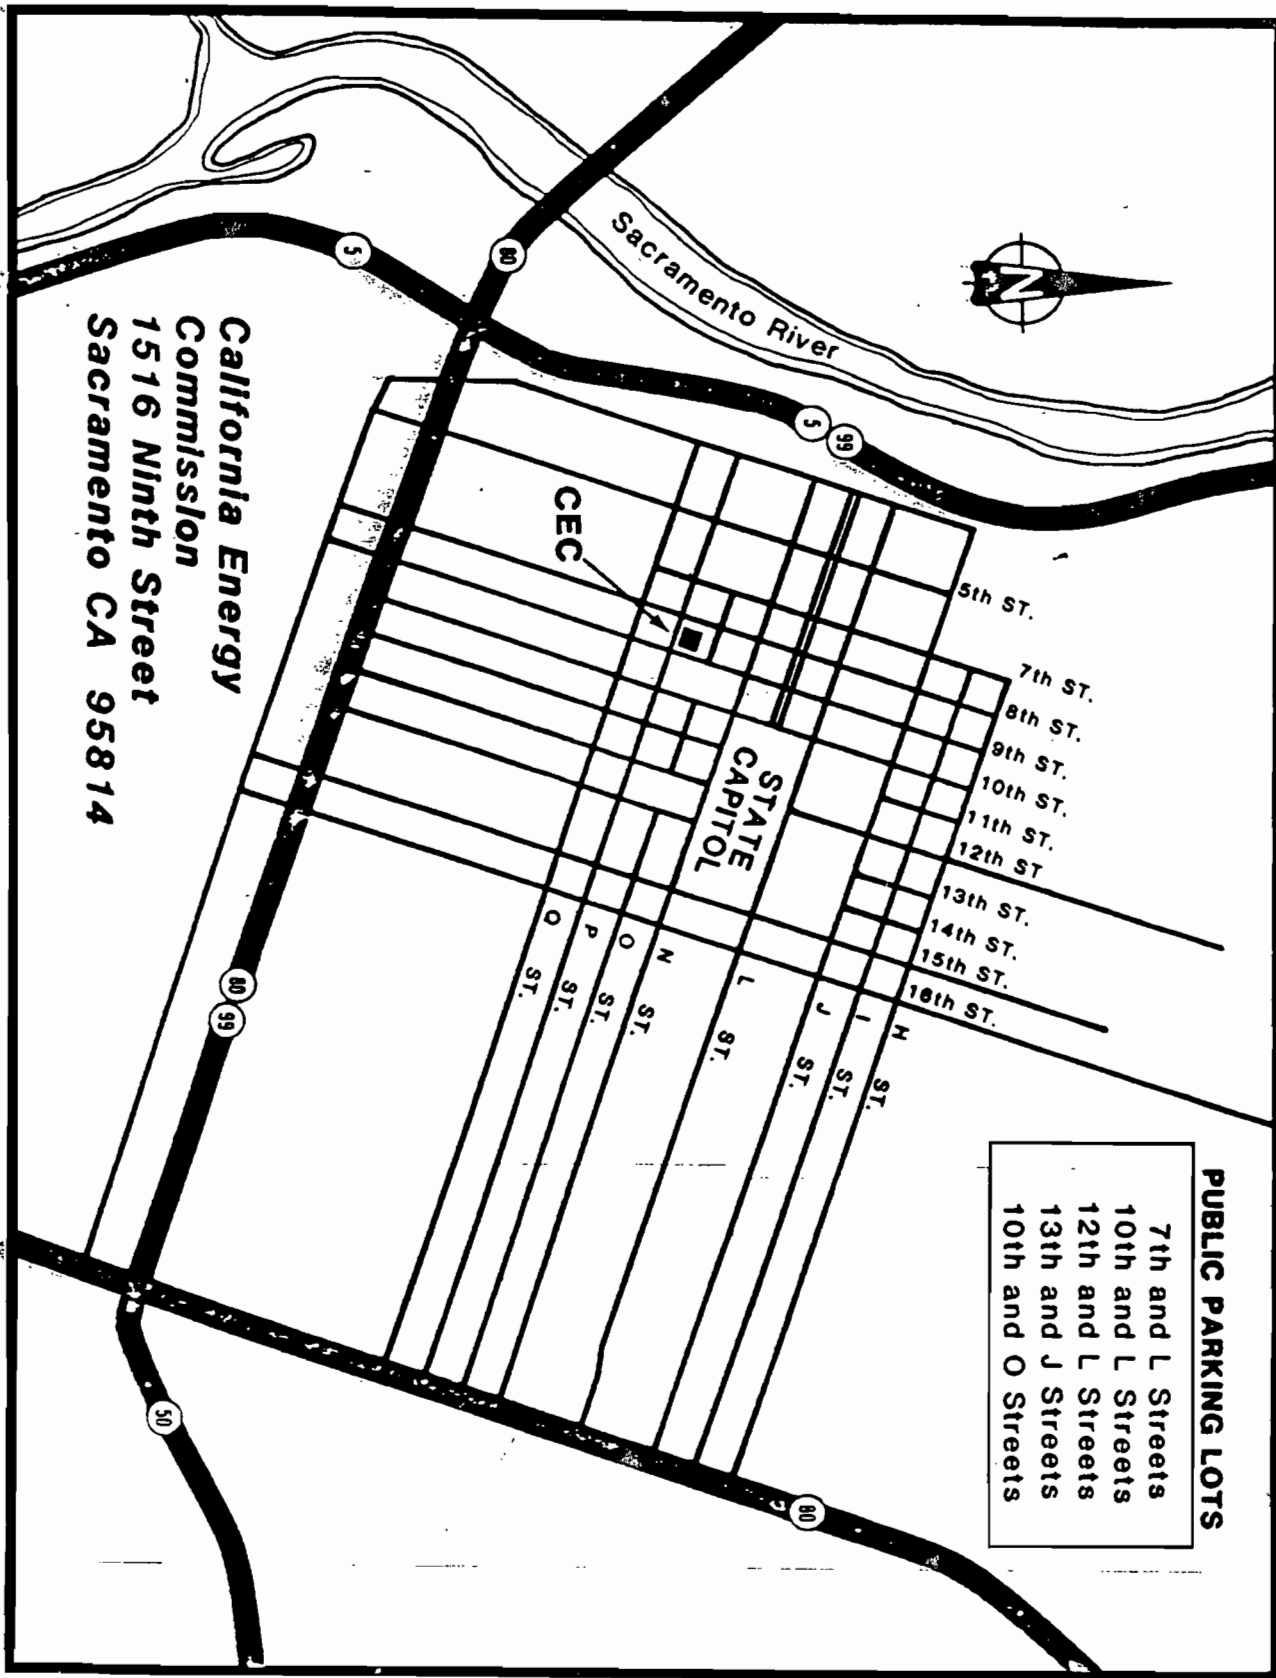 PUBLIC PARKING LOTS
7th and L Streets
10th and L Streets
12th and L Streets
13th and J Streets
10th and O Streets
N
Sacramento River
80
5
5
99
5th ST.
7th ST.
8th ST.
9th ST.
10th ST.
11th ST.
12th ST
13th ST.
14th ST.
15th ST.
16th ST.
H ST.
I ST.
J ST.
L ST.
N ST.
O ST.
P ST.
Q ST.
STATE
CAPITOL
CEC
80
99
80
50
California Energy
Commission
1516 Ninth Street
Sacramento CA 95814